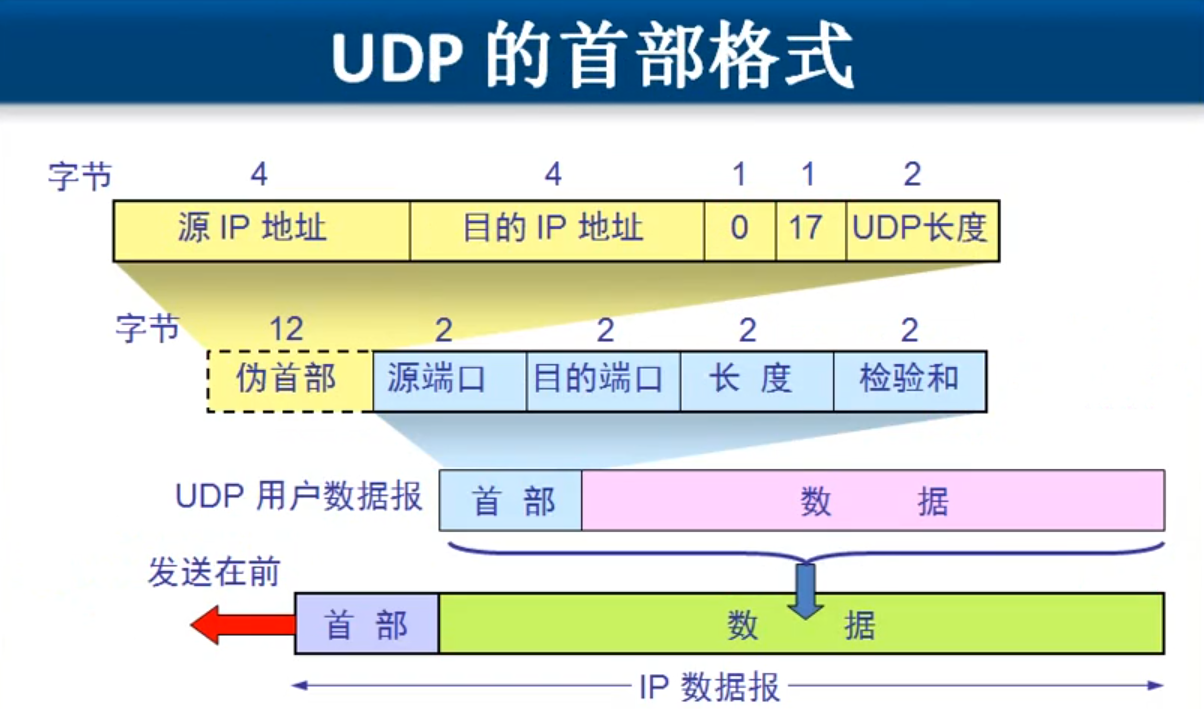 UDP 的首部格式
字节 4 4 1 1 2
源 IP 地址 目的 IP 地址 0 17 UDP长度
字节 12 2 2 2 2
伪首部 源端口 目的端口 长 度 检验和
UDP 用户数据报 首 部 数 据
发送在前
首 部 数 据
IP 数据报